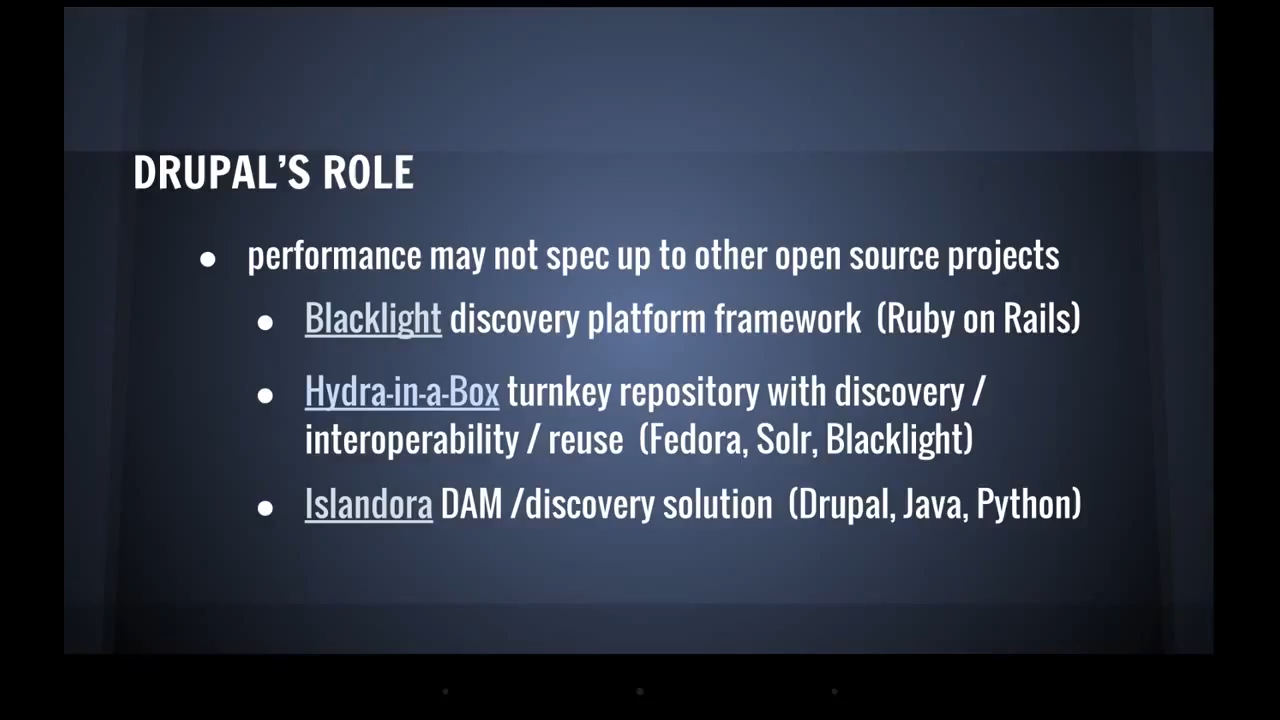 DRUPAL'S ROLE
● performance may not spec up to other open source projects
● Blacklight discovery platform framework (Ruby on Rails)
● Hydra-in-a-Box turnkey repository with discovery /
interoperability / reuse (Fedora, Solr, Blacklight)
● Islandora DAM /discovery solution (Drupal, Java, Python)